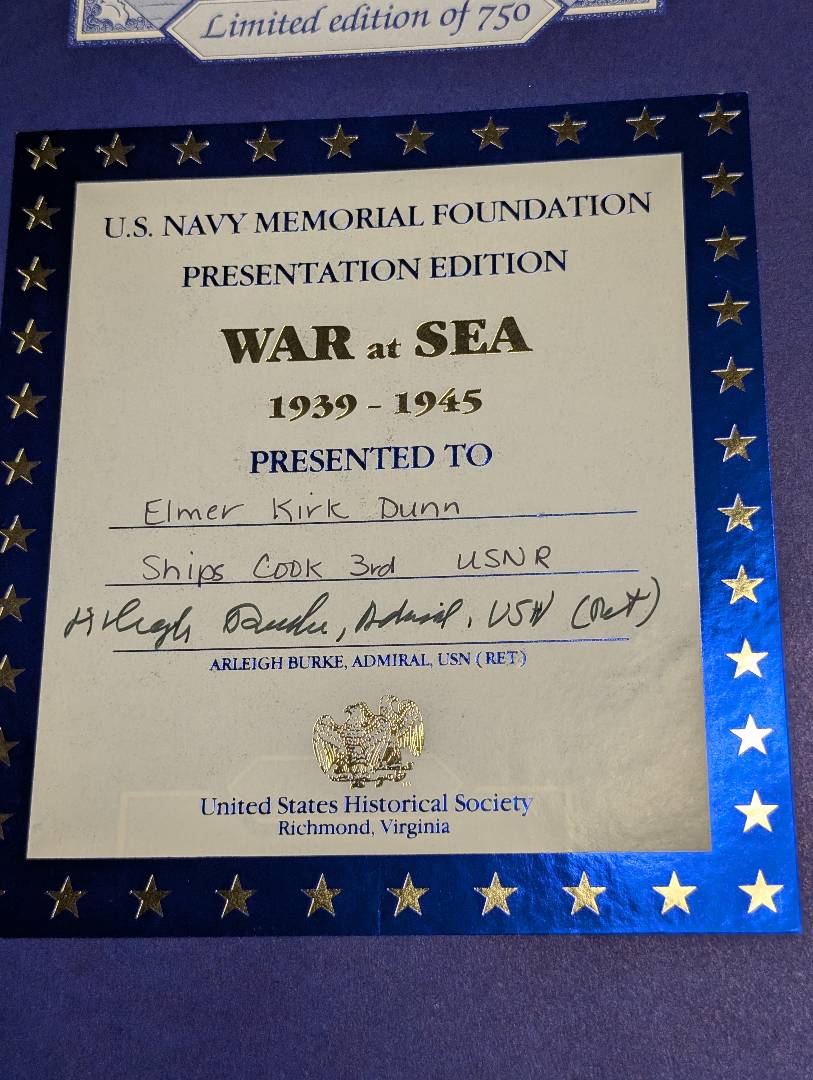 Limited edition of 750
U.S. NAVY MEMORIAL FOUNDATION
PRESENTATION EDITION
WAR at SEA
1939 - 1945
PRESENTED TO
Elmer Kirk Dunn
Ships Cook 3rd USNR
Arleigh Burke, Admiral, USN (Ret)
ARLEIGH BURKE, ADMIRAL, USN (RET.)
United States Historical Society
Richmond, Virginia